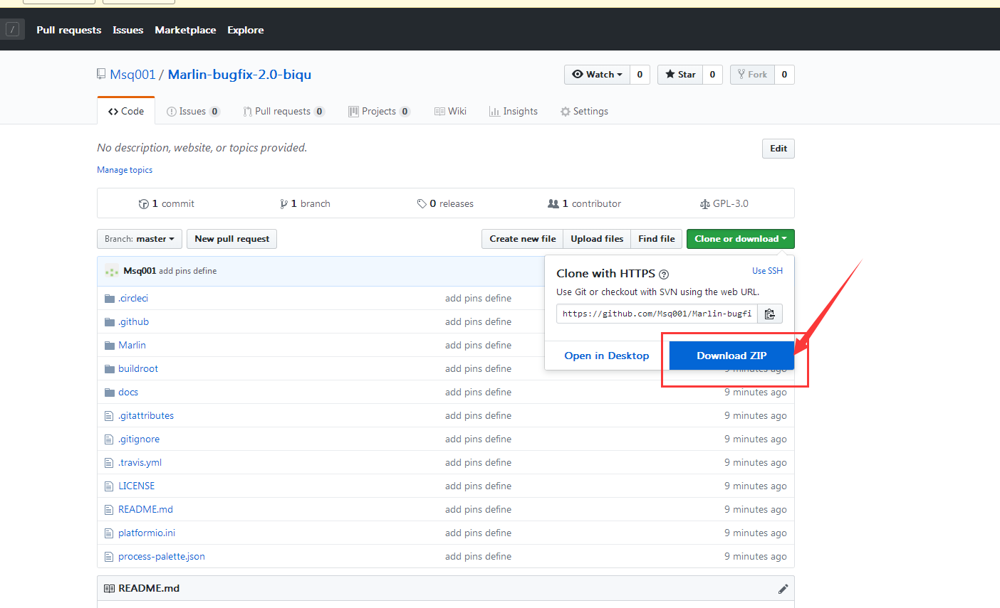 / Pull requests Issues Marketplace Explore
Msq001 / Marlin-bugfix-2.0-biqu
Watch 0 Star 0 Fork 0
Code Issues 0 Pull requests 0 Projects 0 Wiki Insights Settings
No description, website, or topics provided.
Edit
Manage topics
1 commit 1 branch 0 releases 1 contributor GPL-3.0
Branch: master New pull request Create new file Upload files Find file Clone or download
Msq001 add pins define
Clone with HTTPS ? Use SSH
Use Git or checkout with SVN using the web URL.
https://github.com/Msq001/Marlin-bugfi
Open in Desktop Download ZIP
.circleci add pins define
.github add pins define
Marlin add pins define
buildroot add pins define 9 minutes ago
docs add pins define 9 minutes ago
.gitattributes add pins define 9 minutes ago
.gitignore add pins define 9 minutes ago
.travis.yml add pins define 9 minutes ago
LICENSE add pins define 9 minutes ago
README.md add pins define 9 minutes ago
platformio.ini add pins define 9 minutes ago
process-palette.json add pins define 9 minutes ago
README.md